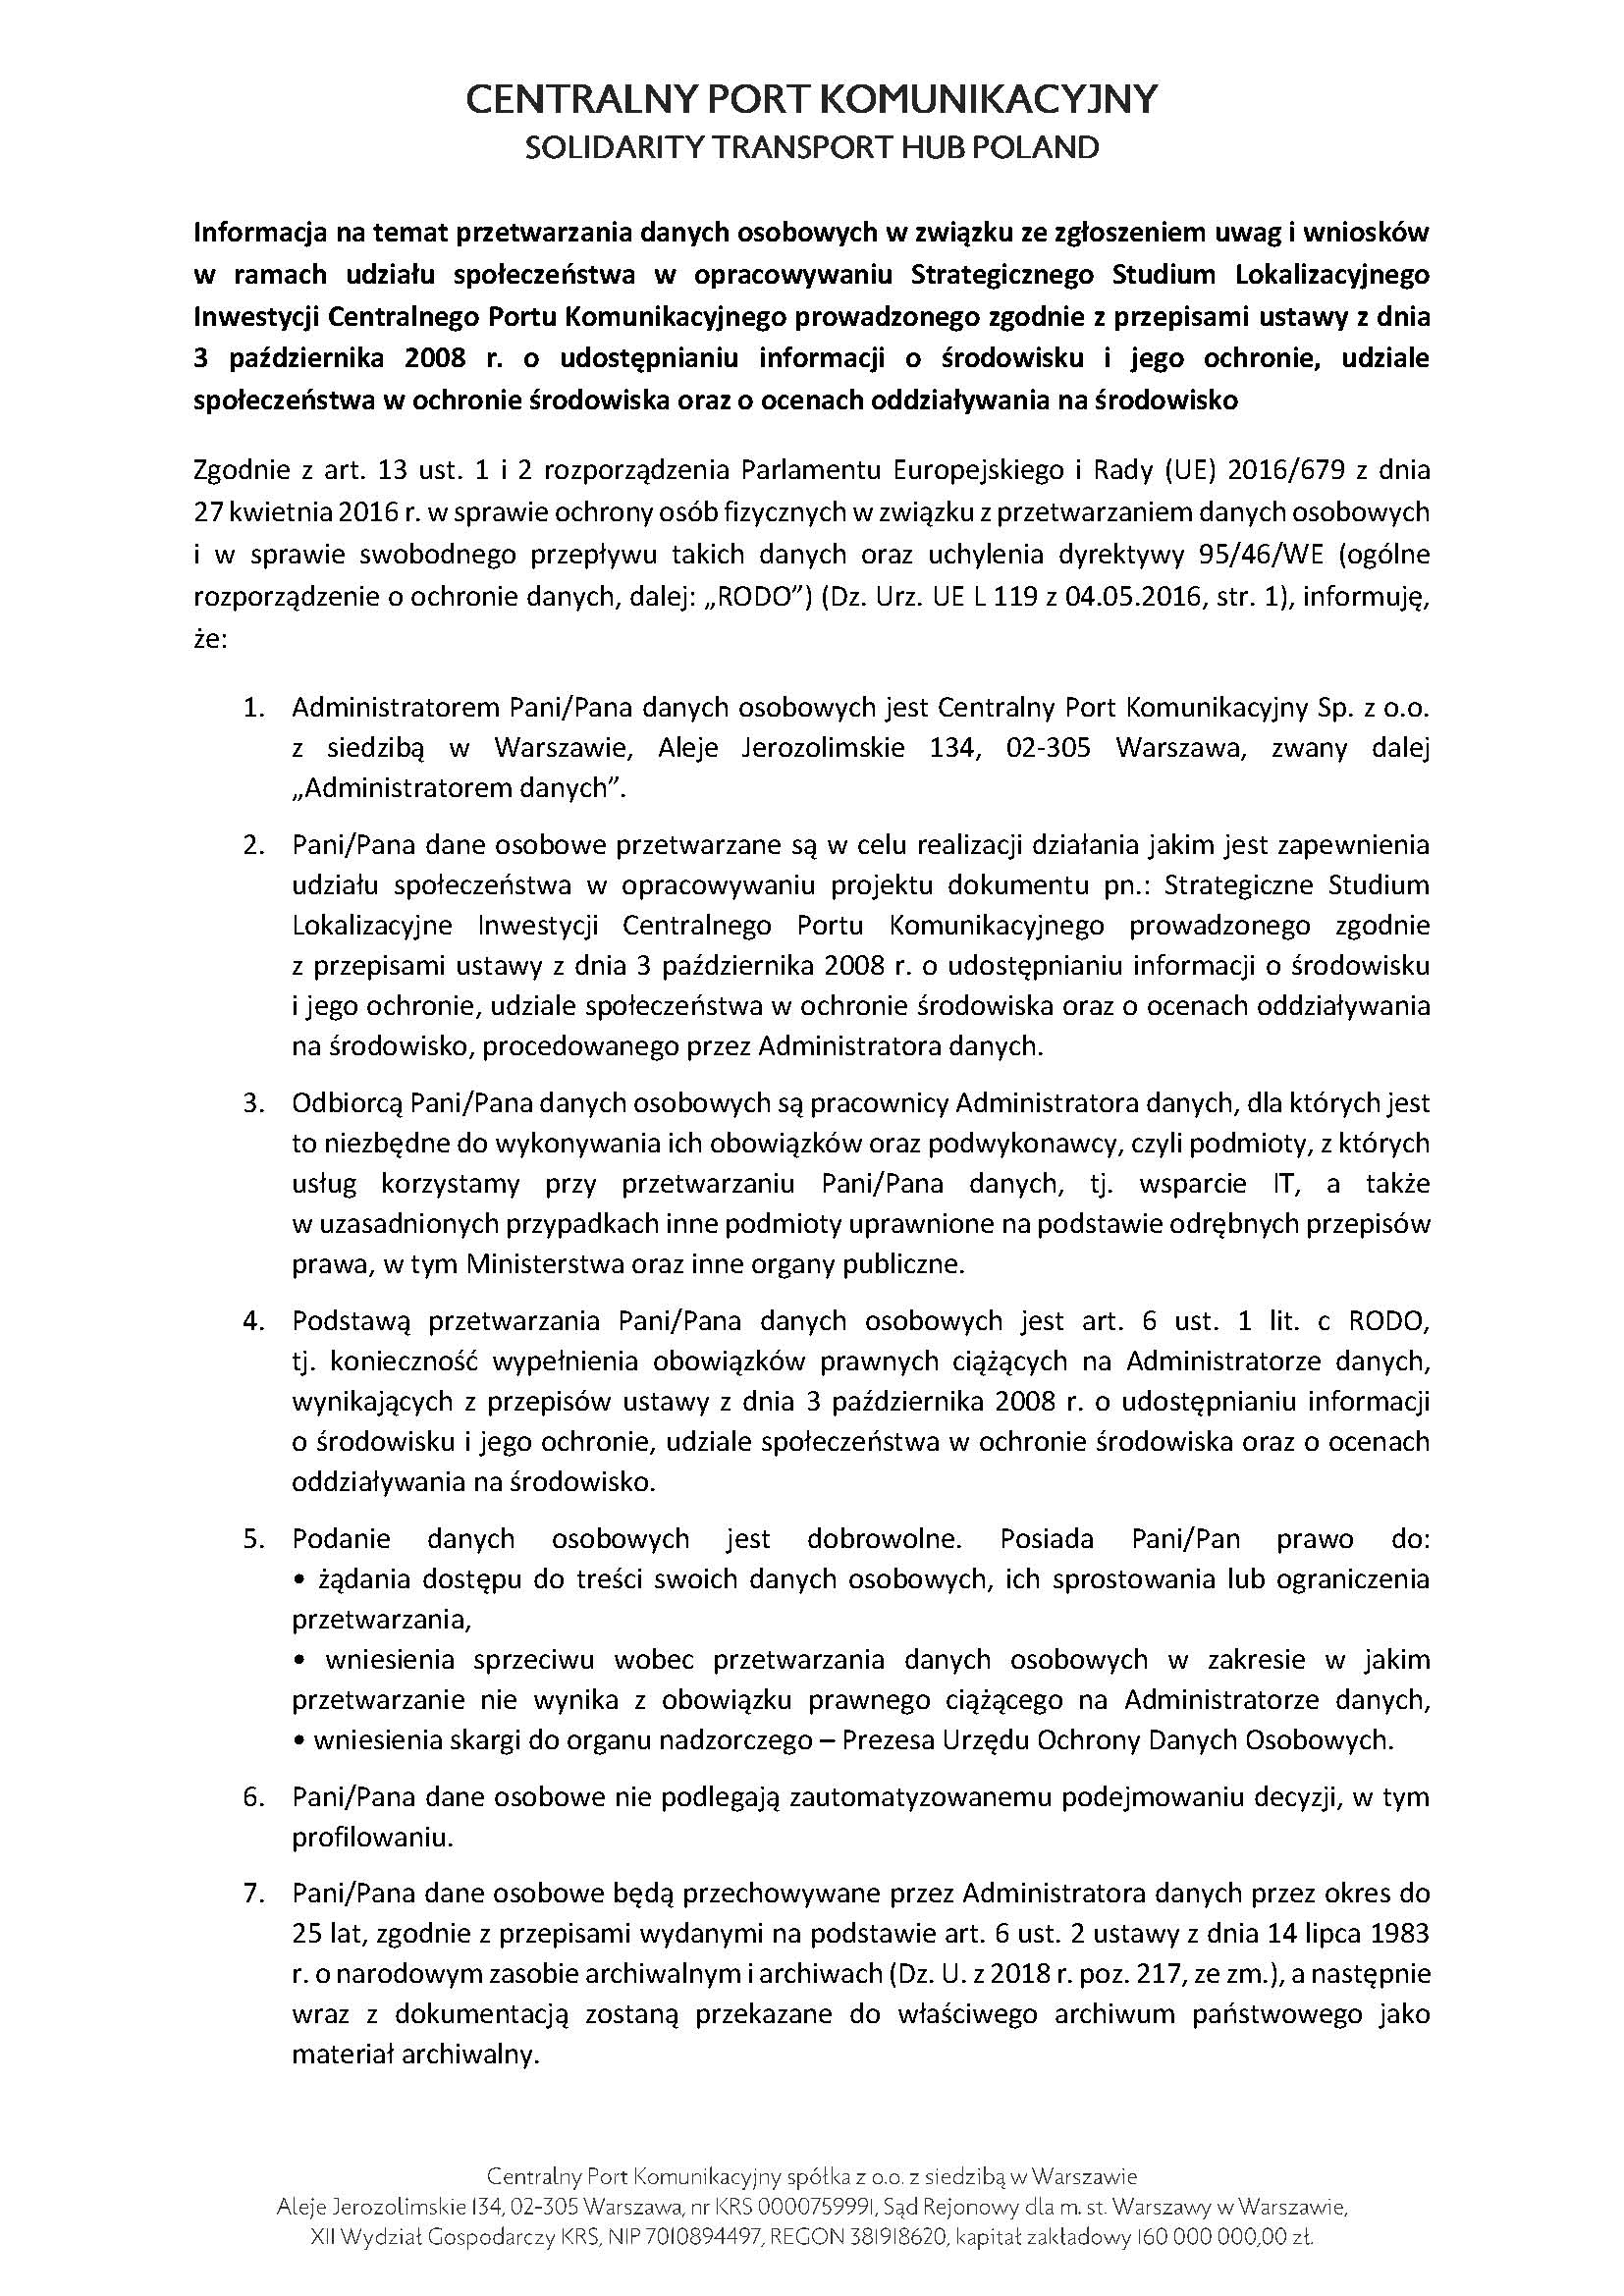 CENTRALNY PORT KOMUNIKACYJNY
SOLIDARITY TRANSPORT HUB POLAND
Informacja na temat przetwarzania danych osobowych w związku ze zgłoszeniem uwag i wniosków
w ramach udziału społeczeństwa w opracowywaniu Strategicznego Studium Lokalizacyjnego
Inwestycji Centralnego Portu Komunikacyjnego prowadzonego zgodnie z przepisami ustawy z dnia
3 października 2008 r. o udostępnianiu informacji o środowisku i jego ochronie, udziale
społeczeństwa w ochronie środowiska oraz o ocenach oddziaływania na środowisko
Zgodnie z art. 13 ust. 1 i 2 rozporządzenia Parlamentu Europejskiego i Rady (UE) 2016/679 z dnia
27 kwietnia 2016 r. w sprawie ochrony osób fizycznych w związku z przetwarzaniem danych osobowych
i w sprawie swobodnego przepływu takich danych oraz uchylenia dyrektywy 95/46/WE (ogólne
rozporządzenie o ochronie danych, dalej: „RODO”) (Dz. Urz. UE L 119 z 04.05.2016, str. 1), informuję,
że:
1. Administratorem Pani/Pana danych osobowych jest Centralny Port Komunikacyjny Sp. z o.o.
z siedzibą w Warszawie, Aleje Jerozolimskie 134, 02-305 Warszawa, zwany dalej
„Administratorem danych”.
2. Pani/Pana dane osobowe przetwarzane są w celu realizacji działania jakim jest zapewnienia
udziału społeczeństwa w opracowywaniu projektu dokumentu pn.: Strategiczne Studium
Lokalizacyjne Inwestycji Centralnego Portu Komunikacyjnego prowadzonego zgodnie
z przepisami ustawy z dnia 3 października 2008 r. o udostępnianiu informacji o środowisku
i jego ochronie, udziale społeczeństwa w ochronie środowiska oraz o ocenach oddziaływania
na środowisko, procedowanego przez Administratora danych.
3. Odbiorcą Pani/Pana danych osobowych są pracownicy Administratora danych, dla których jest
to niezbędne do wykonywania ich obowiązków oraz podwykonawcy, czyli podmioty, z których
usług korzystamy przy przetwarzaniu Pani/Pana danych, tj. wsparcie IT, a także
w uzasadnionych przypadkach inne podmioty uprawnione na podstawie odrębnych przepisów
prawa, w tym Ministerstwa oraz inne organy publiczne.
4. Podstawą przetwarzania Pani/Pana danych osobowych jest art. 6 ust. 1 lit. c RODO,
tj. konieczność wypełnienia obowiązków prawnych ciążących na Administratorze danych,
wynikających z przepisów ustawy z dnia 3 października 2008 r. o udostępnianiu informacji
o środowisku i jego ochronie, udziale społeczeństwa w ochronie środowiska oraz o ocenach
oddziaływania na środowisko.
5. Podanie danych osobowych jest dobrowolne. Posiada Pani/Pan prawo do:
• żądania dostępu do treści swoich danych osobowych, ich sprostowania lub ograniczenia
przetwarzania,
• wniesienia sprzeciwu wobec przetwarzania danych osobowych w zakresie w jakim
przetwarzanie nie wynika z obowiązku prawnego ciążącego na Administratorze danych,
• wniesienia skargi do organu nadzorczego – Prezesa Urzędu Ochrony Danych Osobowych.
6. Pani/Pana dane osobowe nie podlegają zautomatyzowanemu podejmowaniu decyzji, w tym
profilowaniu.
7. Pani/Pana dane osobowe będą przechowywane przez Administratora danych przez okres do
25 lat, zgodnie z przepisami wydanymi na podstawie art. 6 ust. 2 ustawy z dnia 14 lipca 1983
r. o narodowym zasobie archiwalnym i archiwach (Dz. U. z 2018 r. poz. 217, ze zm.), a następnie
wraz z dokumentacją zostaną przekazane do właściwego archiwum państwowego jako
materiał archiwalny.
Centralny Port Komunikacyjny spółka z o.o. z siedzibą w Warszawie
Aleje Jerozolimskie 134, 02-305 Warszawa, nr KRS 0000759991, Sąd Rejonowy dla m. st. Warszawy w Warszawie,
XII Wydział Gospodarczy KRS, NIP 7010894497, REGON 381918620, kapitał zakładowy 160 000 000,00 zł.